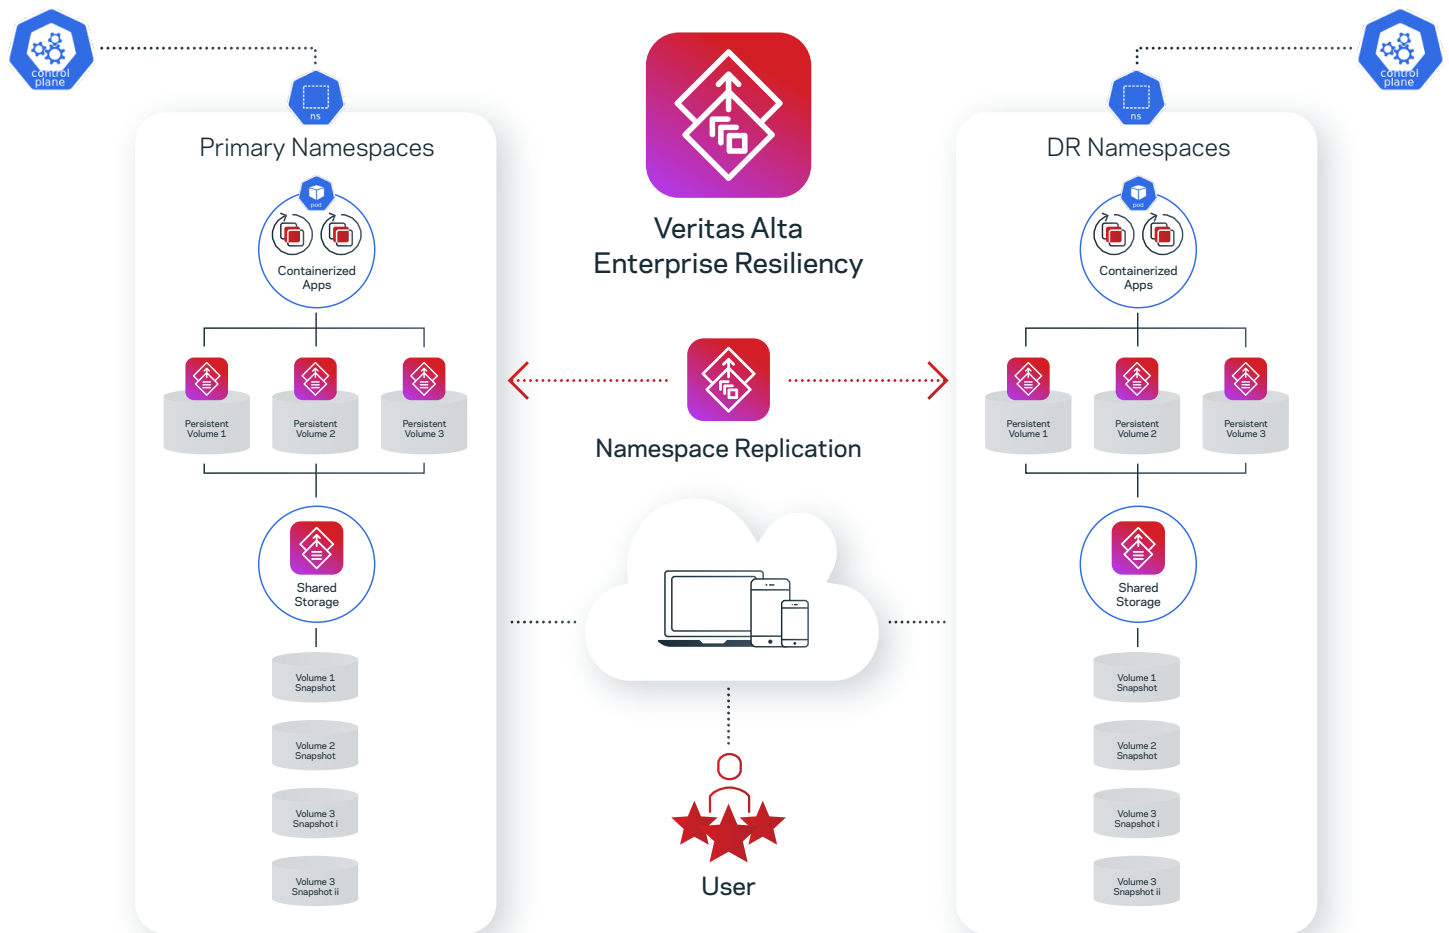 control
plane
ns
Primary Namespaces
pod
Containerized
Apps
Persistent
Volume 1
Persistent
Volume 2
Persistent
Volume 3
Shared
Storage
Volume 1
Snapshot
Volume 2
Snapshot
Volume 3
Snapshot i
Volume 3
Snapshot ii
Veritas Alta
Enterprise Resiliency
Namespace Replication
User
control
plane
ns
DR Namespaces
pod
Containerized
Apps
Persistent
Volume 1
Persistent
Volume 2
Persistent
Volume 3
Shared
Storage
Volume 1
Snapshot
Volume 2
Snapshot
Volume 3
Snapshot i
Volume 3
Snapshot ii